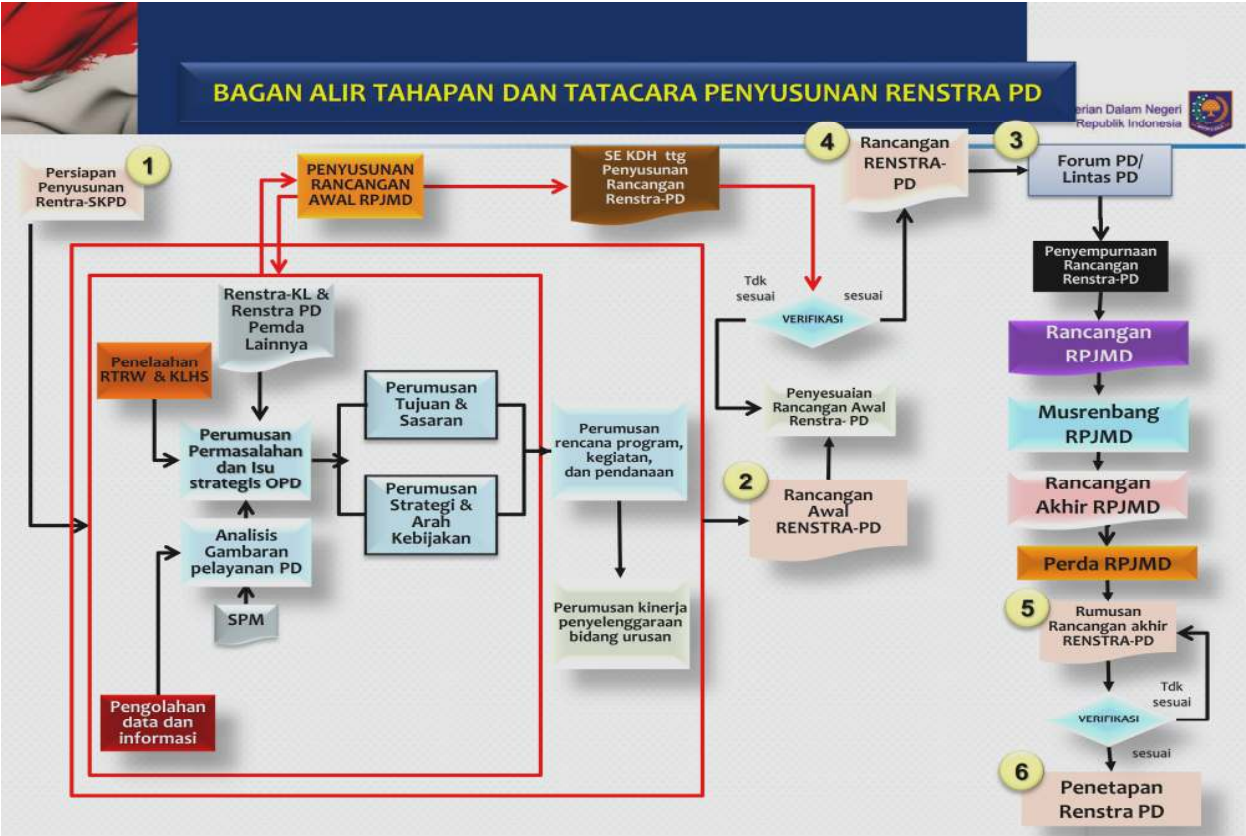 BAGAN ALIR TAHAPAN DAN TATACARA PENYUSUNAN RENSTRA PD
erian Dalam Negeri
Republik Indonesia
1
Persiapan
Penyusunan
Rentra-SKPD
PENYUSUNAN
RANCANGAN
AWAL RPJMD
SE KDH ttg
Penyusunan
Rancangan
Renstra-PD
4
Rancangan
RENSTRA-
PD
3
Forum PD/
Lintas PD
Penyempurnaan
Rancangan
Renstra-PD
Rancangan
RPJMD
Musrenbang
RPJMD
Rancangan
Akhir RPJMD
Perda RPJMD
5
Rumusan
Rancangan akhir
RENSTRA-PD
Tdk
sesuai
VERIFIKASI
sesuai
6
Penetapan
Renstra PD
Tdk
sesuai
sesuai
VERIFIKASI
Penyesuaian
Rancangan Awal
Renstra- PD
2
Rancangan
Awal
RENSTRA-PD
Renstra-KL &
Renstra PD
Pemda
Lainnya
Penelaahan
RTRW & KLHS
Perumusan
Permasalahan
dan Isu
strategis OPD
Perumusan
Tujuan &
Sasaran
Perumusan
Strategi &
Arah
Kebijakan
Perumusan
rencana program,
kegiatan,
dan pendanaan
Analisis
Gambaran
pelayanan PD
SPM
Perumusan kinerja
penyelenggaraan
bidang urusan
Pengolahan
data dan
informasi